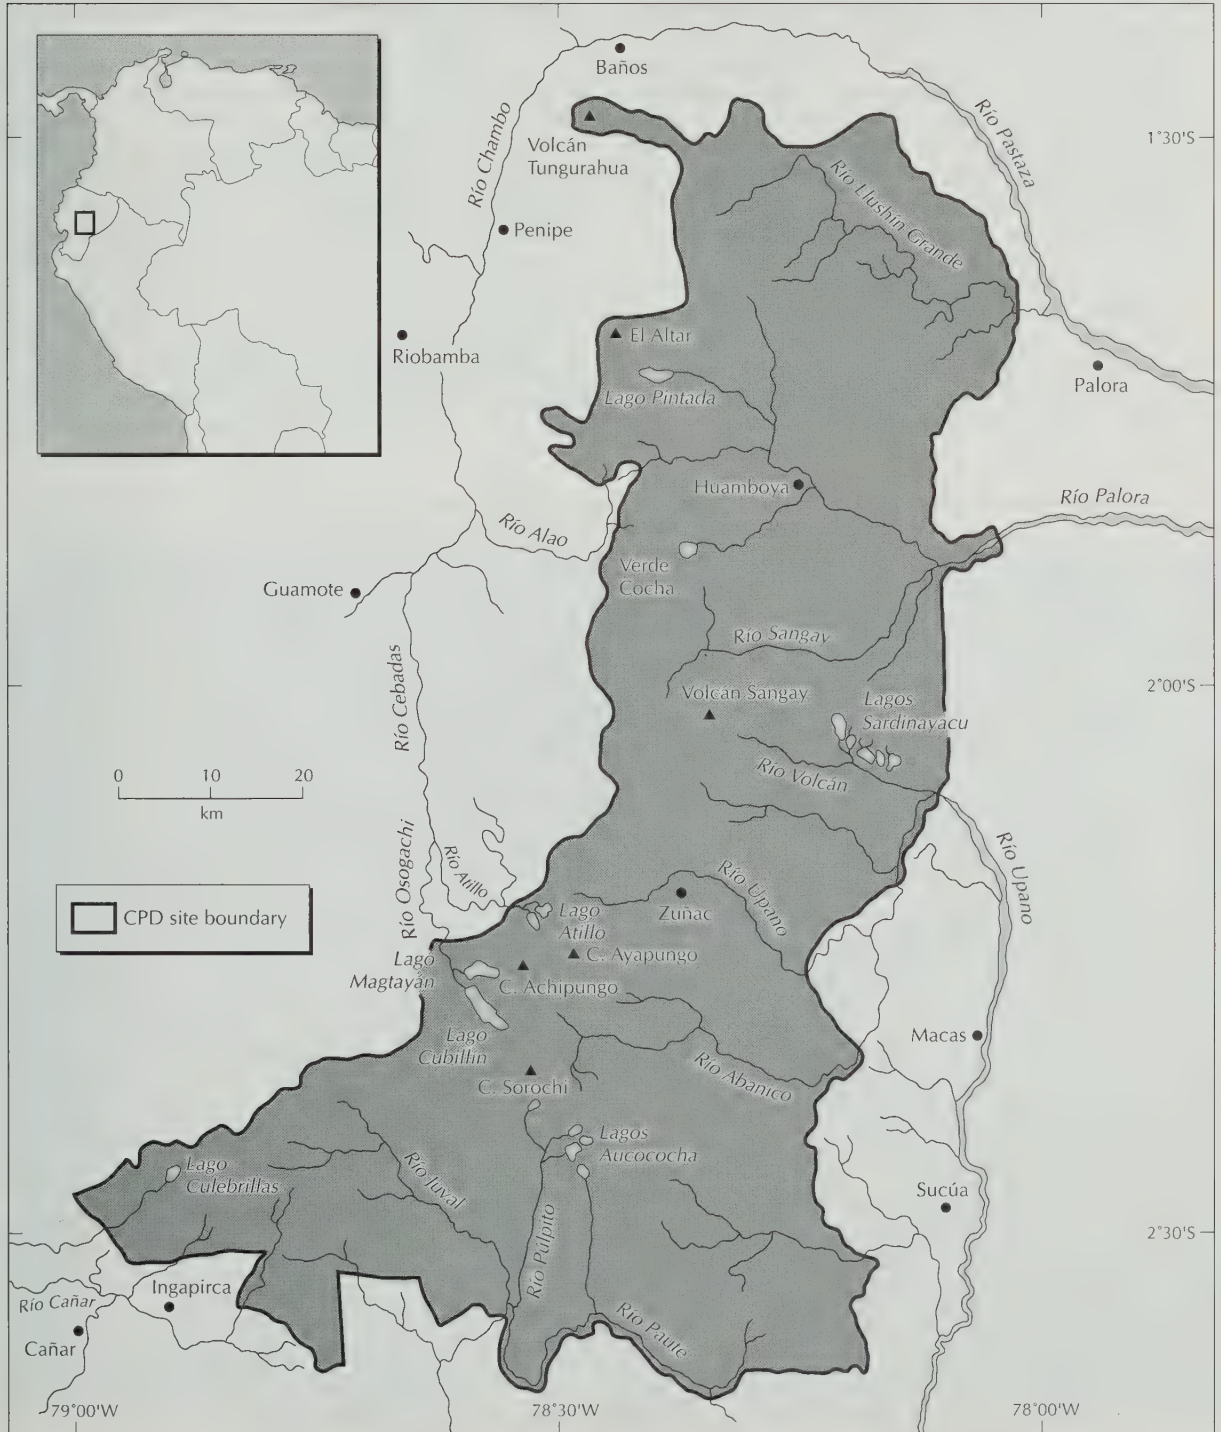 Baños
Volcán
Tungurahua
Río Chambo
Río Pastaza
1°30'S
Río Llushín Grande
Penipe
Riobamba
El Altar
Palora
Lago Pintada
Huamboya
Río Palora
Río Alao
Verde
Cocha
Guamote
Río Sangay
Río Cebadas
Volcán Sangay
2°00'S
Lagos
Sardinayacu
0 10 20
km
Río Volcán
Río Osogachi
Río Atillo
Río Upano
Río Upano
CPD site boundary
Lago
Atillo
Zuñac
Lago
Magtayán
C. Ayapungo
C. Achipungo
Lago
Cubillín
Macas
Río Abanico
C. Sorochi
Lagos
Aucococha
Lago
Culebrillas
Río Juval
Río Púlpito
Sucúa
2°30'S
Río Cañar
Ingapirca
Cañar
Río Paute
79°00'W 78°30'W 78°00'W